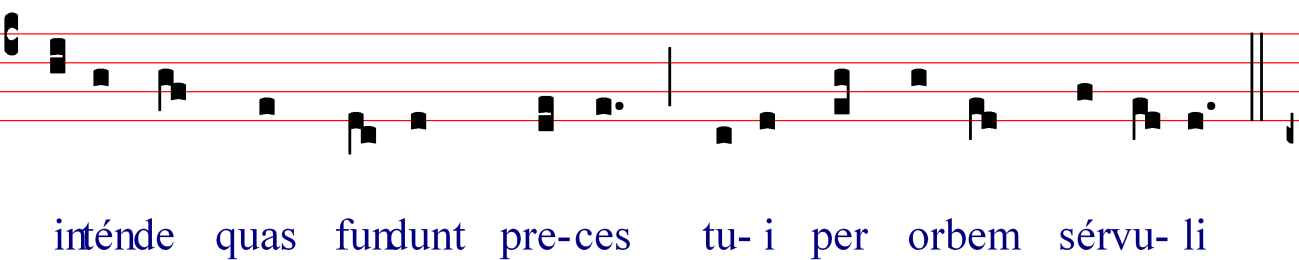 inténde quas fundunt pre-ces tu- i per orbem sérvu- li